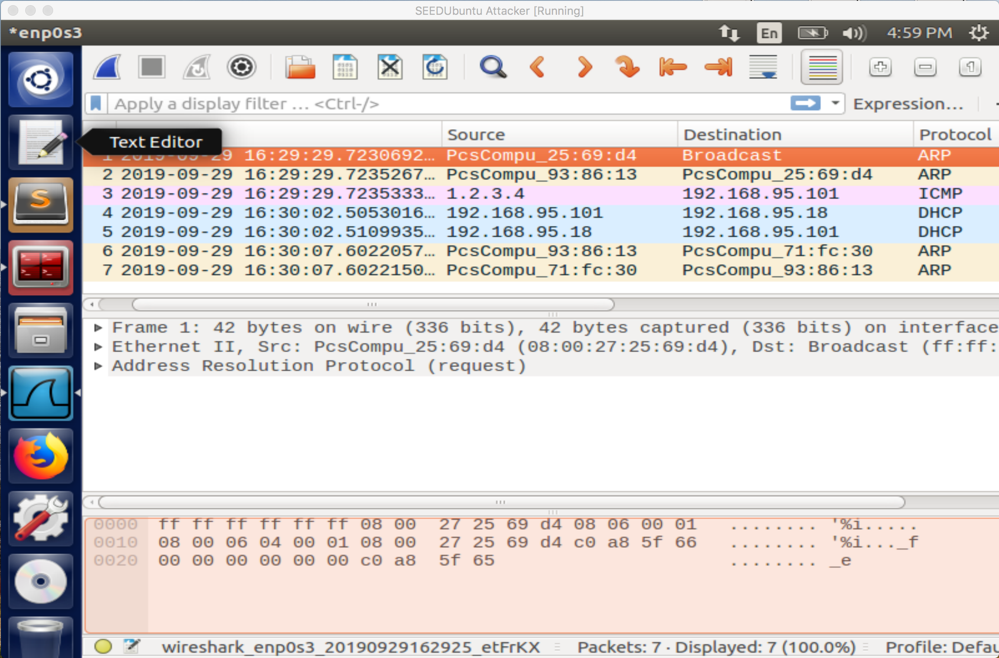 SEEDUbuntu Attacker [Running]
*enp0s3 En 4:59 PM
Apply a display filter ... <Ctrl-/> Expression...
Text Editor
Source Destination Protocol
1 2019-09-29 16:29:29.7230692... PcsCompu_25:69:d4 Broadcast ARP
2 2019-09-29 16:29:29.7235267... PcsCompu_93:86:13 PcsCompu_25:69:d4 ARP
3 2019-09-29 16:29:29.7235333... 1.2.3.4 192.168.95.101 ICMP
4 2019-09-29 16:30:02.5053016... 192.168.95.101 192.168.95.18 DHCP
5 2019-09-29 16:30:02.5109935... 192.168.95.18 192.168.95.101 DHCP
6 2019-09-29 16:30:07.6022057... PcsCompu_93:86:13 PcsCompu_71:fc:30 ARP
7 2019-09-29 16:30:07.6022150... PcsCompu_71:fc:30 PcsCompu_93:86:13 ARP
Frame 1: 42 bytes on wire (336 bits), 42 bytes captured (336 bits) on interface
Ethernet II, Src: PcsCompu_25:69:d4 (08:00:27:25:69:d4), Dst: Broadcast (ff:ff:
Address Resolution Protocol (request)
0000 ff ff ff ff ff ff 08 00 27 25 69 d4 08 06 00 01 ........ '%i.....
0010 08 00 06 04 00 01 08 00 27 25 69 d4 c0 a8 5f 66 ........ '%i..._f
0020 00 00 00 00 00 00 c0 a8 5f 65 ........ _e
wireshark_enp0s3_20190929162925_etFrKX Packets: 7 · Displayed: 7 (100.0%) Profile: Defau